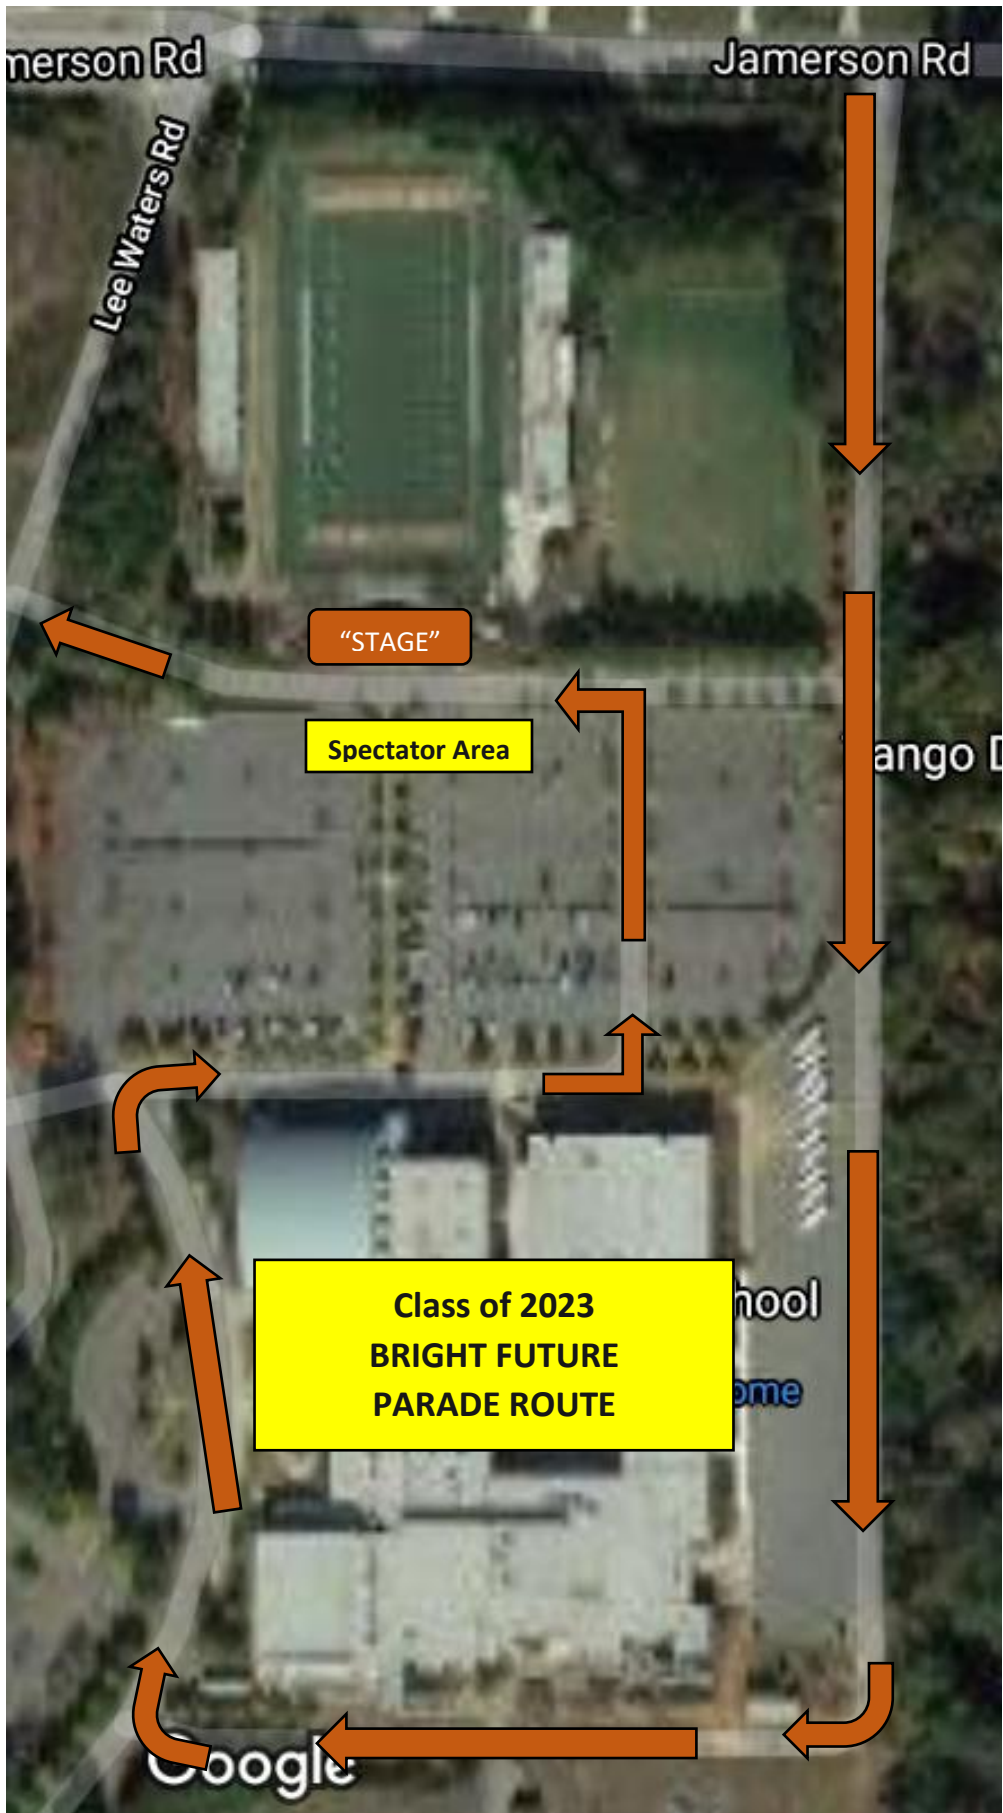 merson Rd
Jamerson Rd
Lee Waters Rd
“STAGE”
Spectator Area
ango D
Class of 2023
BRIGHT FUTURE
PARADE ROUTE
hool
ome
Google